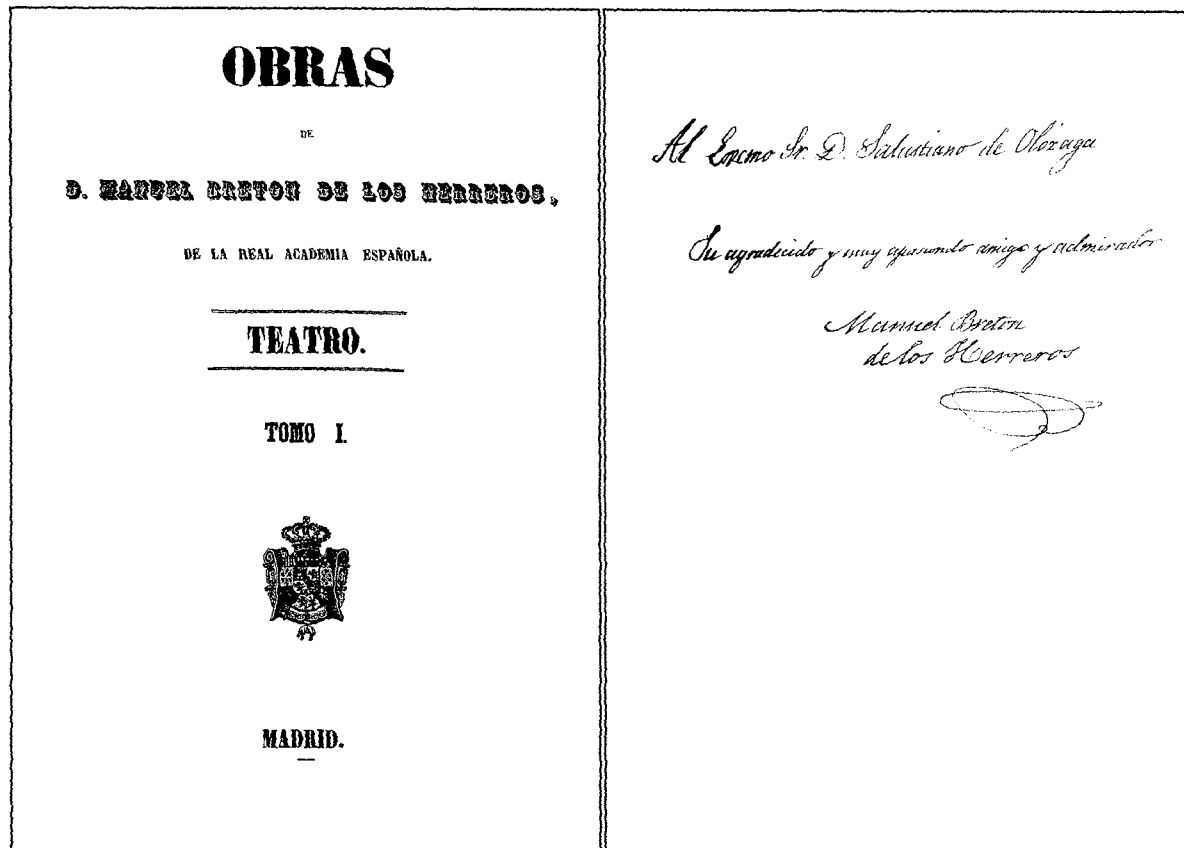 OBRAS
DE
D. MANUEL BRETON DE LOS HERREROS,
DE LA REAL ACADEMIA ESPAÑOLA.
TEATRO.
TOMO I.
MADRID.
Al Excmo Sr. D. Salustiano de Olózaga
Su agradecido y muy apasionado amigo y admirador
Manuel Breton
de los Herreros